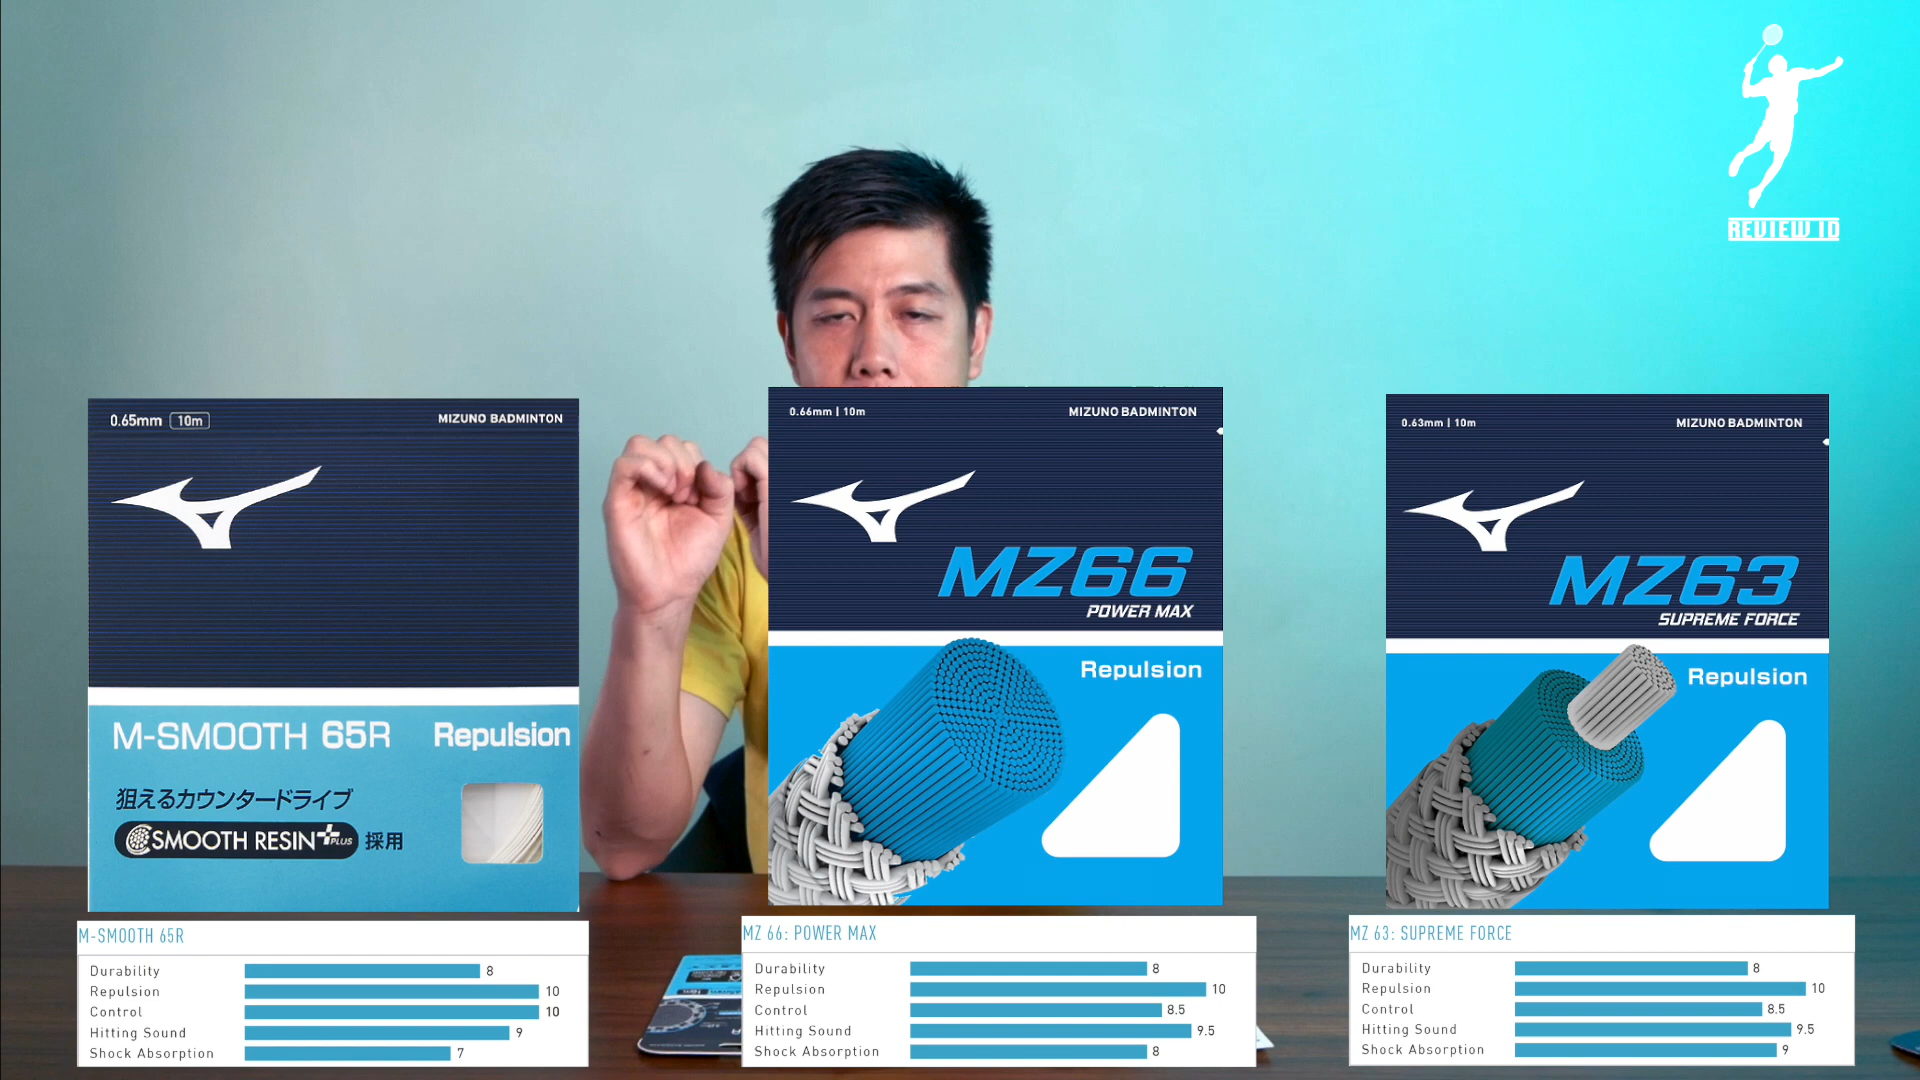 REVIEW ID
0.65mm 10m
MIZUNO BADMINTON
M-SMOOTH 65R
Repulsion
狙えるカウンタードライブ
SMOOTH RESIN+ PLUS 採用
0.66mm | 10m
MIZUNO BADMINTON
MZ66
POWER MAX
Repulsion
0.63mm | 10m
MIZUNO BADMINTON
MZ63
SUPREME FORCE
Repulsion
M-SMOOTH 65R
Durability 8
Repulsion 10
Control 10
Hitting Sound 9
Shock Absorption 7
MZ 66: POWER MAX
Durability 8
Repulsion 10
Control 8.5
Hitting Sound 9.5
Shock Absorption 8
MZ 63: SUPREME FORCE
Durability 8
Repulsion 10
Control 8.5
Hitting Sound 9.5
Shock Absorption 9